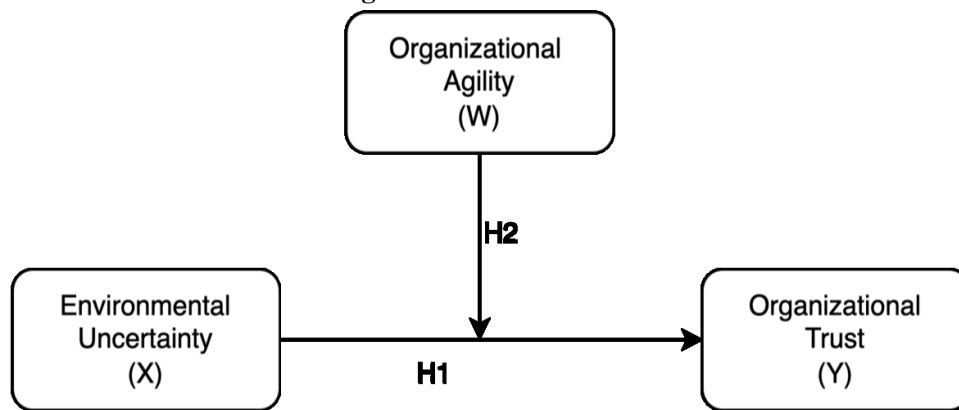 Organizational
Agility
(W)
H2
Environmental
Uncertainty
(X)
H1
Organizational
Trust
(Y)